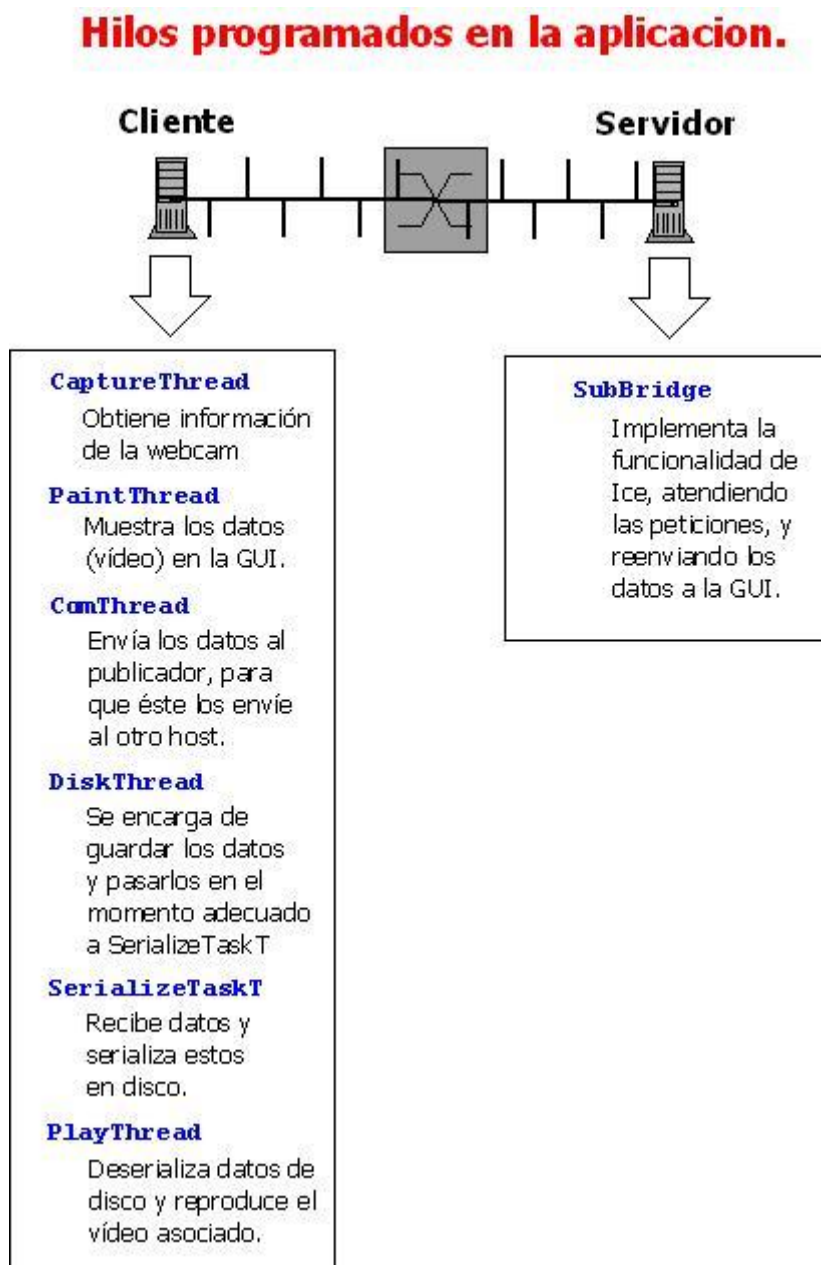 Hilos programados en la aplicacion.
Cliente
Servidor
CaptureThread
Obtiene información
de la webcam
PaintThread
Muestra los datos
(vídeo) en la GUI.
ComThread
Envía los datos al
publicador, para
que éste los envíe
al otro host.
DiskThread
Se encarga de
guardar los datos
y pasarlos en el
momento adecuado
a SerializeTaskT
SerializeTaskT
Recibe datos y
serializa estos
en disco.
PlayThread
Deserializa datos de
disco y reproduce el
vídeo asociado.
SubBridge
Implementa la
funcionalidad de
Ice, atendiendo
las peticiones, y
reenviando los
datos a la GUI.